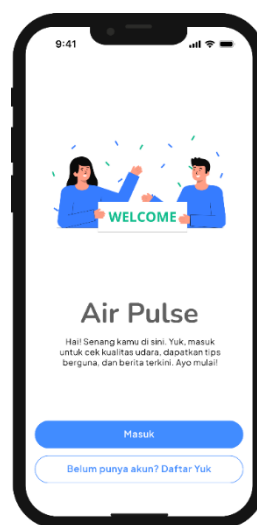 9:41
WELCOME
Air Pulse
Hai! Senang kamu di sini. Yuk, masuk
untuk cek kualitas udara, dapatkan tips
berguna, dan berita terkini. Ayo mulai!
Masuk
Belum punya akun? Daftar Yuk